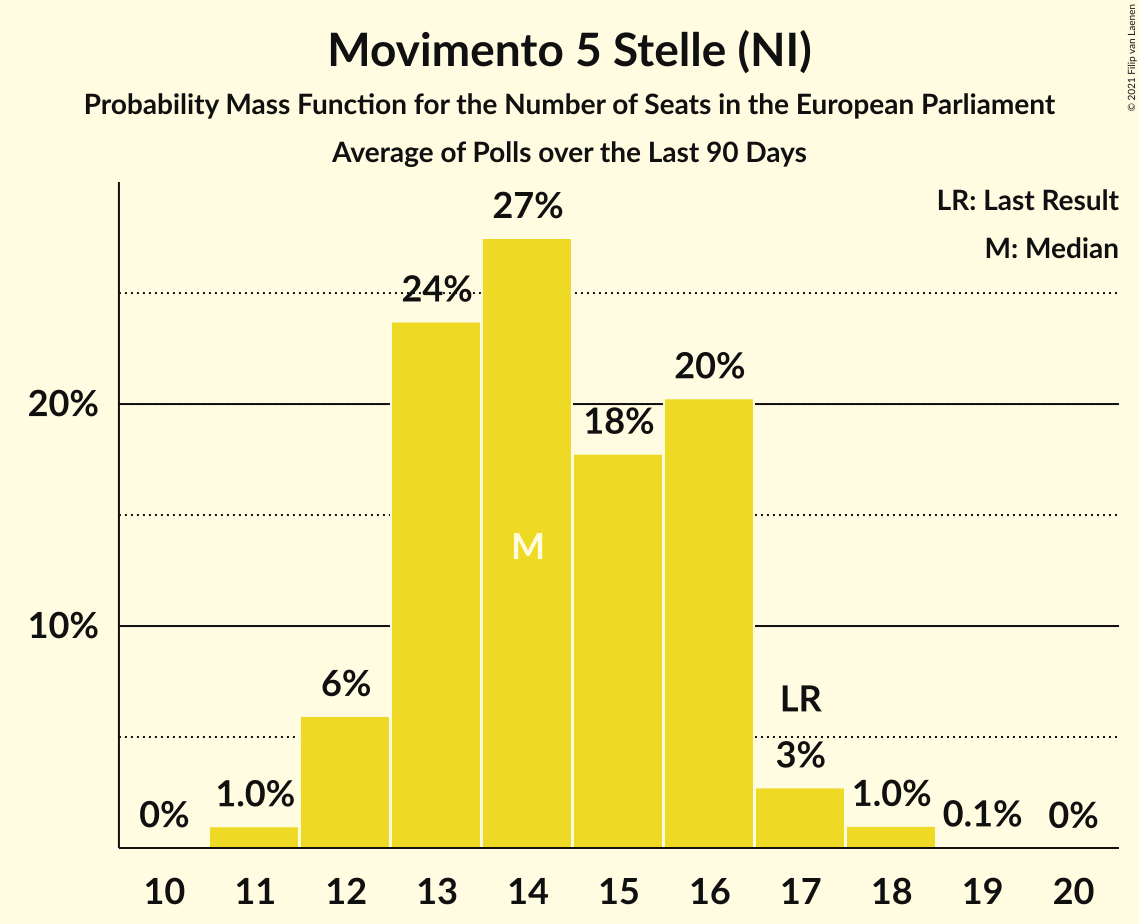 © 2021 Filip van Laenen
Movimento 5 Stelle (NI)
Probability Mass Function for the Number of Seats in the European Parliament
Average of Polls over the Last 90 Days
LR: Last Result
M: Median
27%
24%
20%
18%
20%
M
10%
6%
LR
3%
0%
1.0%
1.0%
0.1%
0%
10 11 12 13 14 15 16 17 18 19 20